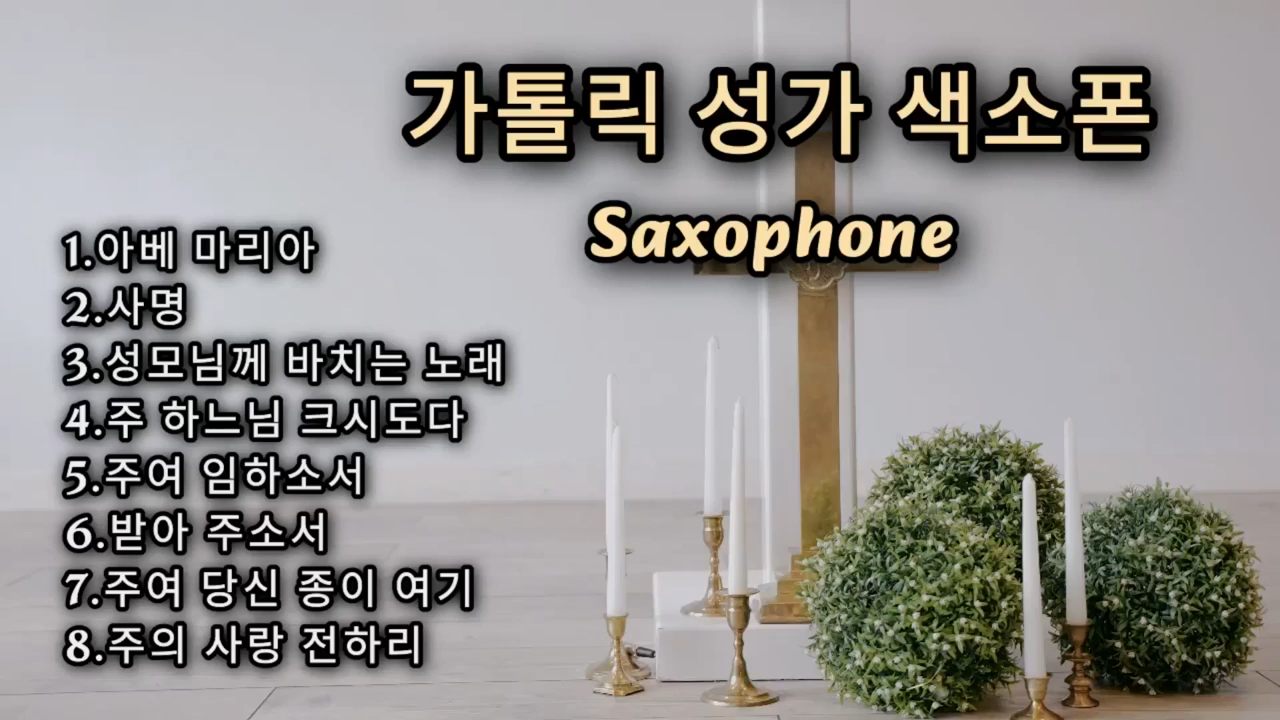 가톨릭 성가 색소폰
Saxophone
1.아베 마리아
2.사명
3.성모님께 바치는 노래
4.주 하느님 크시도다
5.주여 임하소서
6.받아 주소서
7.주여 당신 종이 여기
8.주의 사랑 전하리